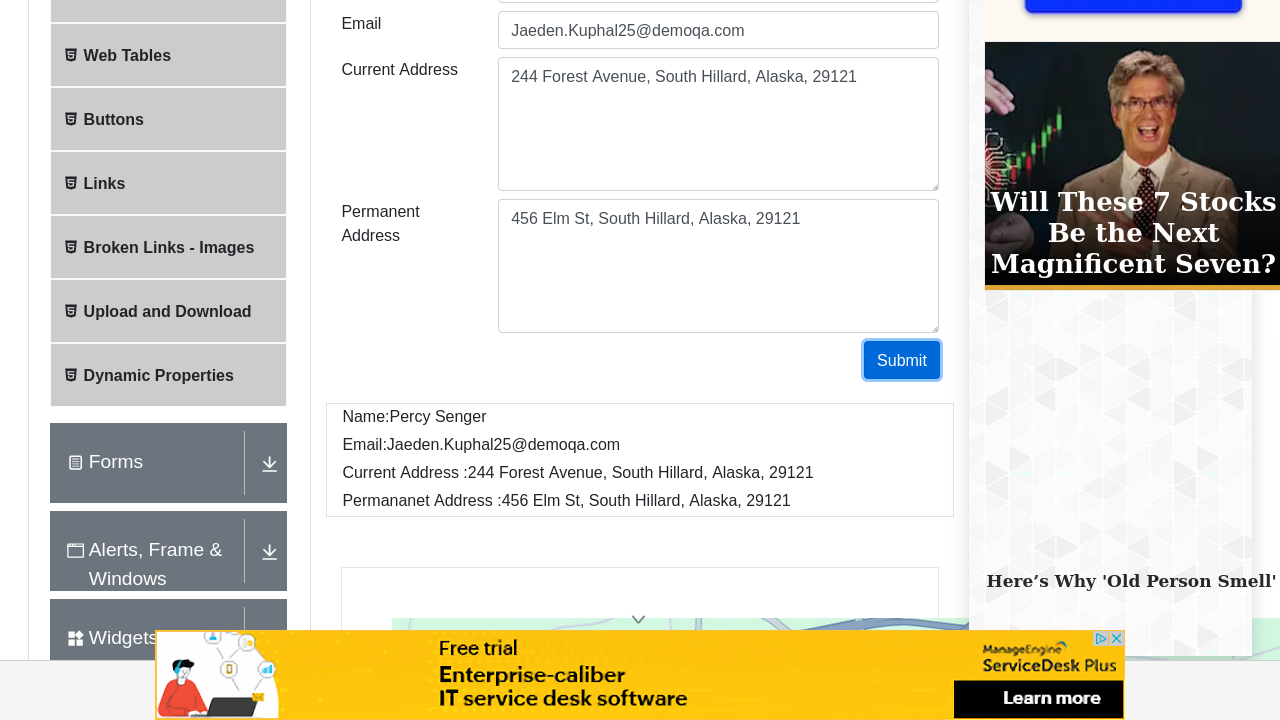 Email
Jaeden.Kuphal25@demoqa.com
Current Address
244 Forest Avenue, South Hillard, Alaska, 29121
Permanent
Address
456 Elm St, South Hillard, Alaska, 29121
Submit
Name:Percy Senger
Email:Jaeden.Kuphal25@demoqa.com
Current Address :244 Forest Avenue, South Hillard, Alaska, 29121
Permananet Address :456 Elm St, South Hillard, Alaska, 29121
Web Tables
Buttons
Links
Broken Links - Images
Upload and Download
Dynamic Properties
Forms
Alerts, Frame &
Windows
Widgets
Will These 7 Stocks
Be the Next
Magnificent Seven?
Here’s Why 'Old Person Smell'
Free trial
Enterprise-caliber
IT service desk software
ManageEngine
ServiceDesk Plus
Learn more